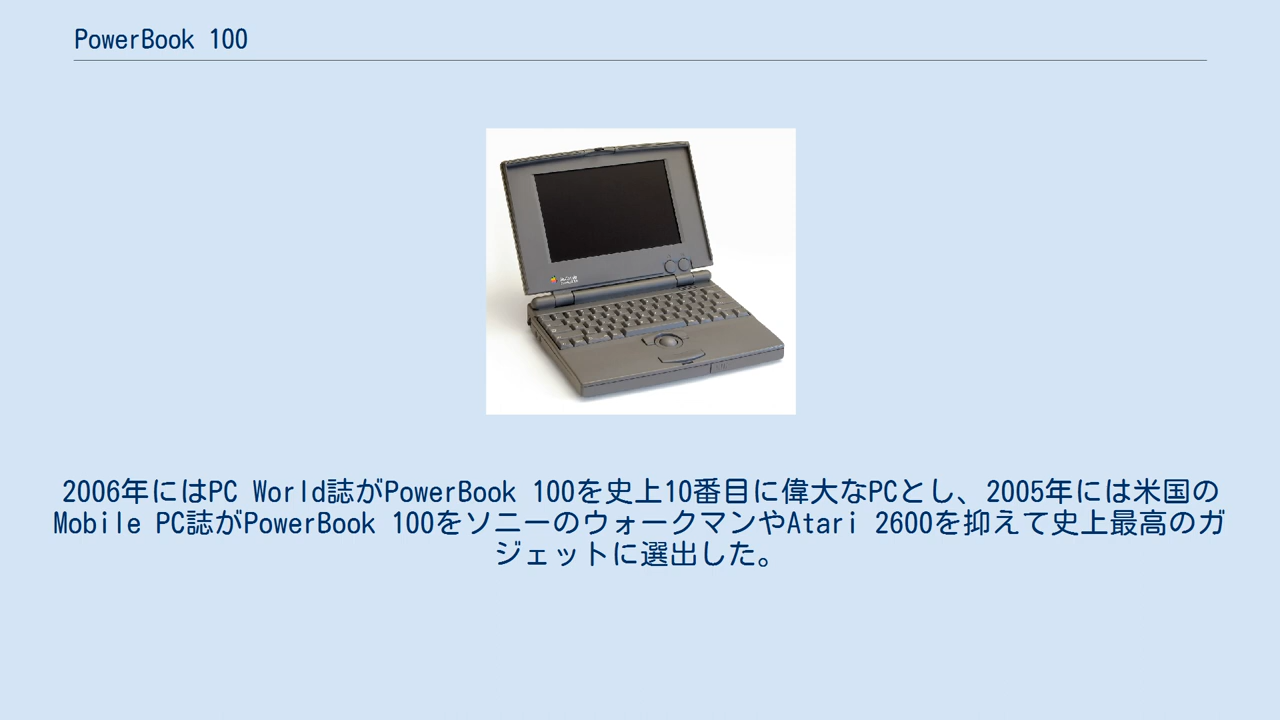 PowerBook 100
2006年にはPC World誌がPowerBook 100を史上10番目に偉大なPCとし、2005年には米国の
Mobile PC誌がPowerBook 100をソニーのウォークマンやAtari 2600を抑えて史上最高のガ
ジェットに選出した。